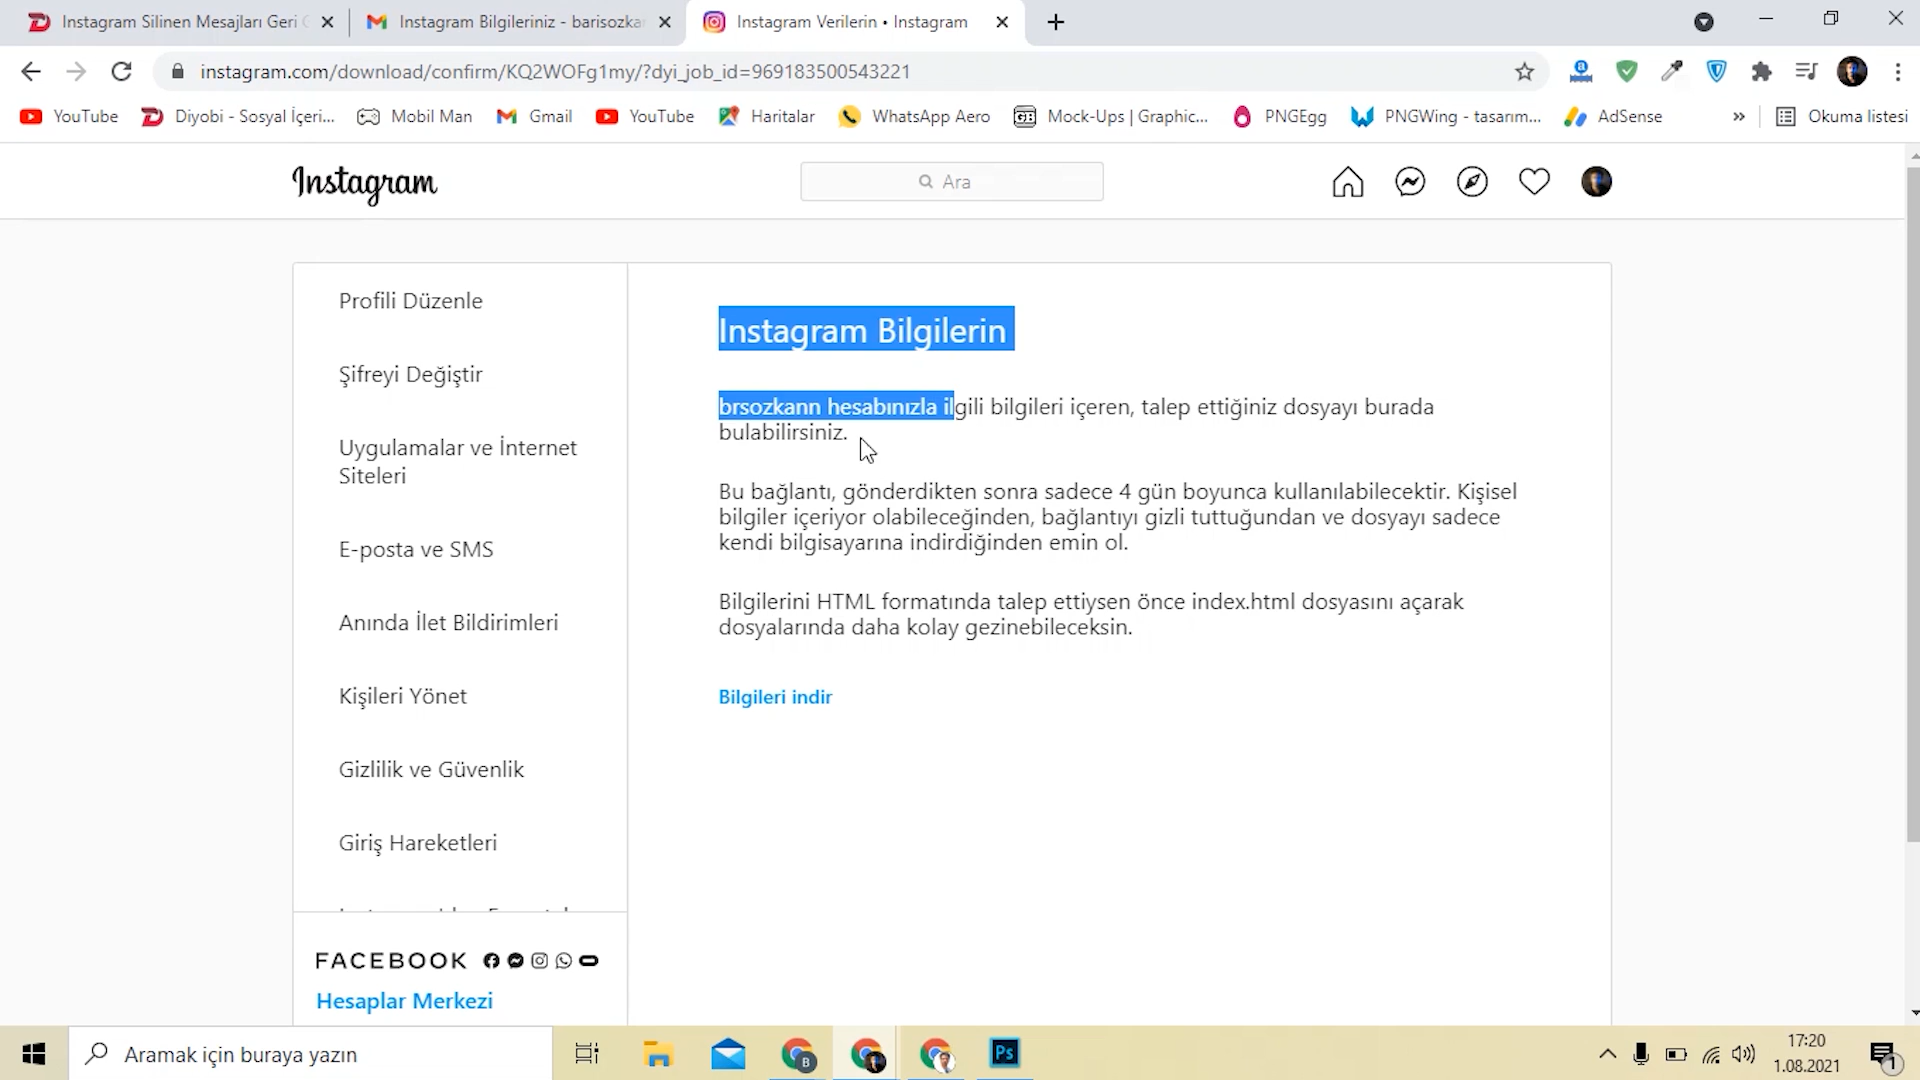 Instagram Silinen Mesajları Geri
Instagram Bilgileriniz - barisozka
Instagram Verilerin • Instagram
instagram.com/download/confirm/KQ2WOFg1my/?dyi_job_id=969183500543221
YouTube
Diyobi - Sosyal İçeri...
Mobil Man
Gmail
YouTube
Haritalar
WhatsApp Aero
Mock-Ups | Graphic...
PNGEgg
PNGWing - tasarım...
AdSense
»
Okuma listesi
Instagram
Ara
Profili Düzenle
Şifreyi Değiştir
Uygulamalar ve İnternet
Siteleri
E-posta ve SMS
Anında İlet Bildirimleri
Kişileri Yönet
Gizlilik ve Güvenlik
Giriş Hareketleri
Instagram Bilgilerin
brsozkann hesabınızla ilgili bilgileri içeren, talep ettiğiniz dosyayı burada
bulabilirsiniz.
Bu bağlantı, gönderdikten sonra sadece 4 gün boyunca kullanılabilecektir. Kişisel
bilgiler içeriyor olabileceğinden, bağlantıyı gizli tuttuğundan ve dosyayı sadece
kendi bilgisayarına indirdiğinden emin ol.
Bilgilerini HTML formatında talep ettiysen önce index.html dosyasını açarak
dosyalarında daha kolay gezinebileceksin.
Bilgileri indir
FACEBOOK
Hesaplar Merkezi
Aramak için buraya yazın
B
Ps
17:20
1.08.2021
1